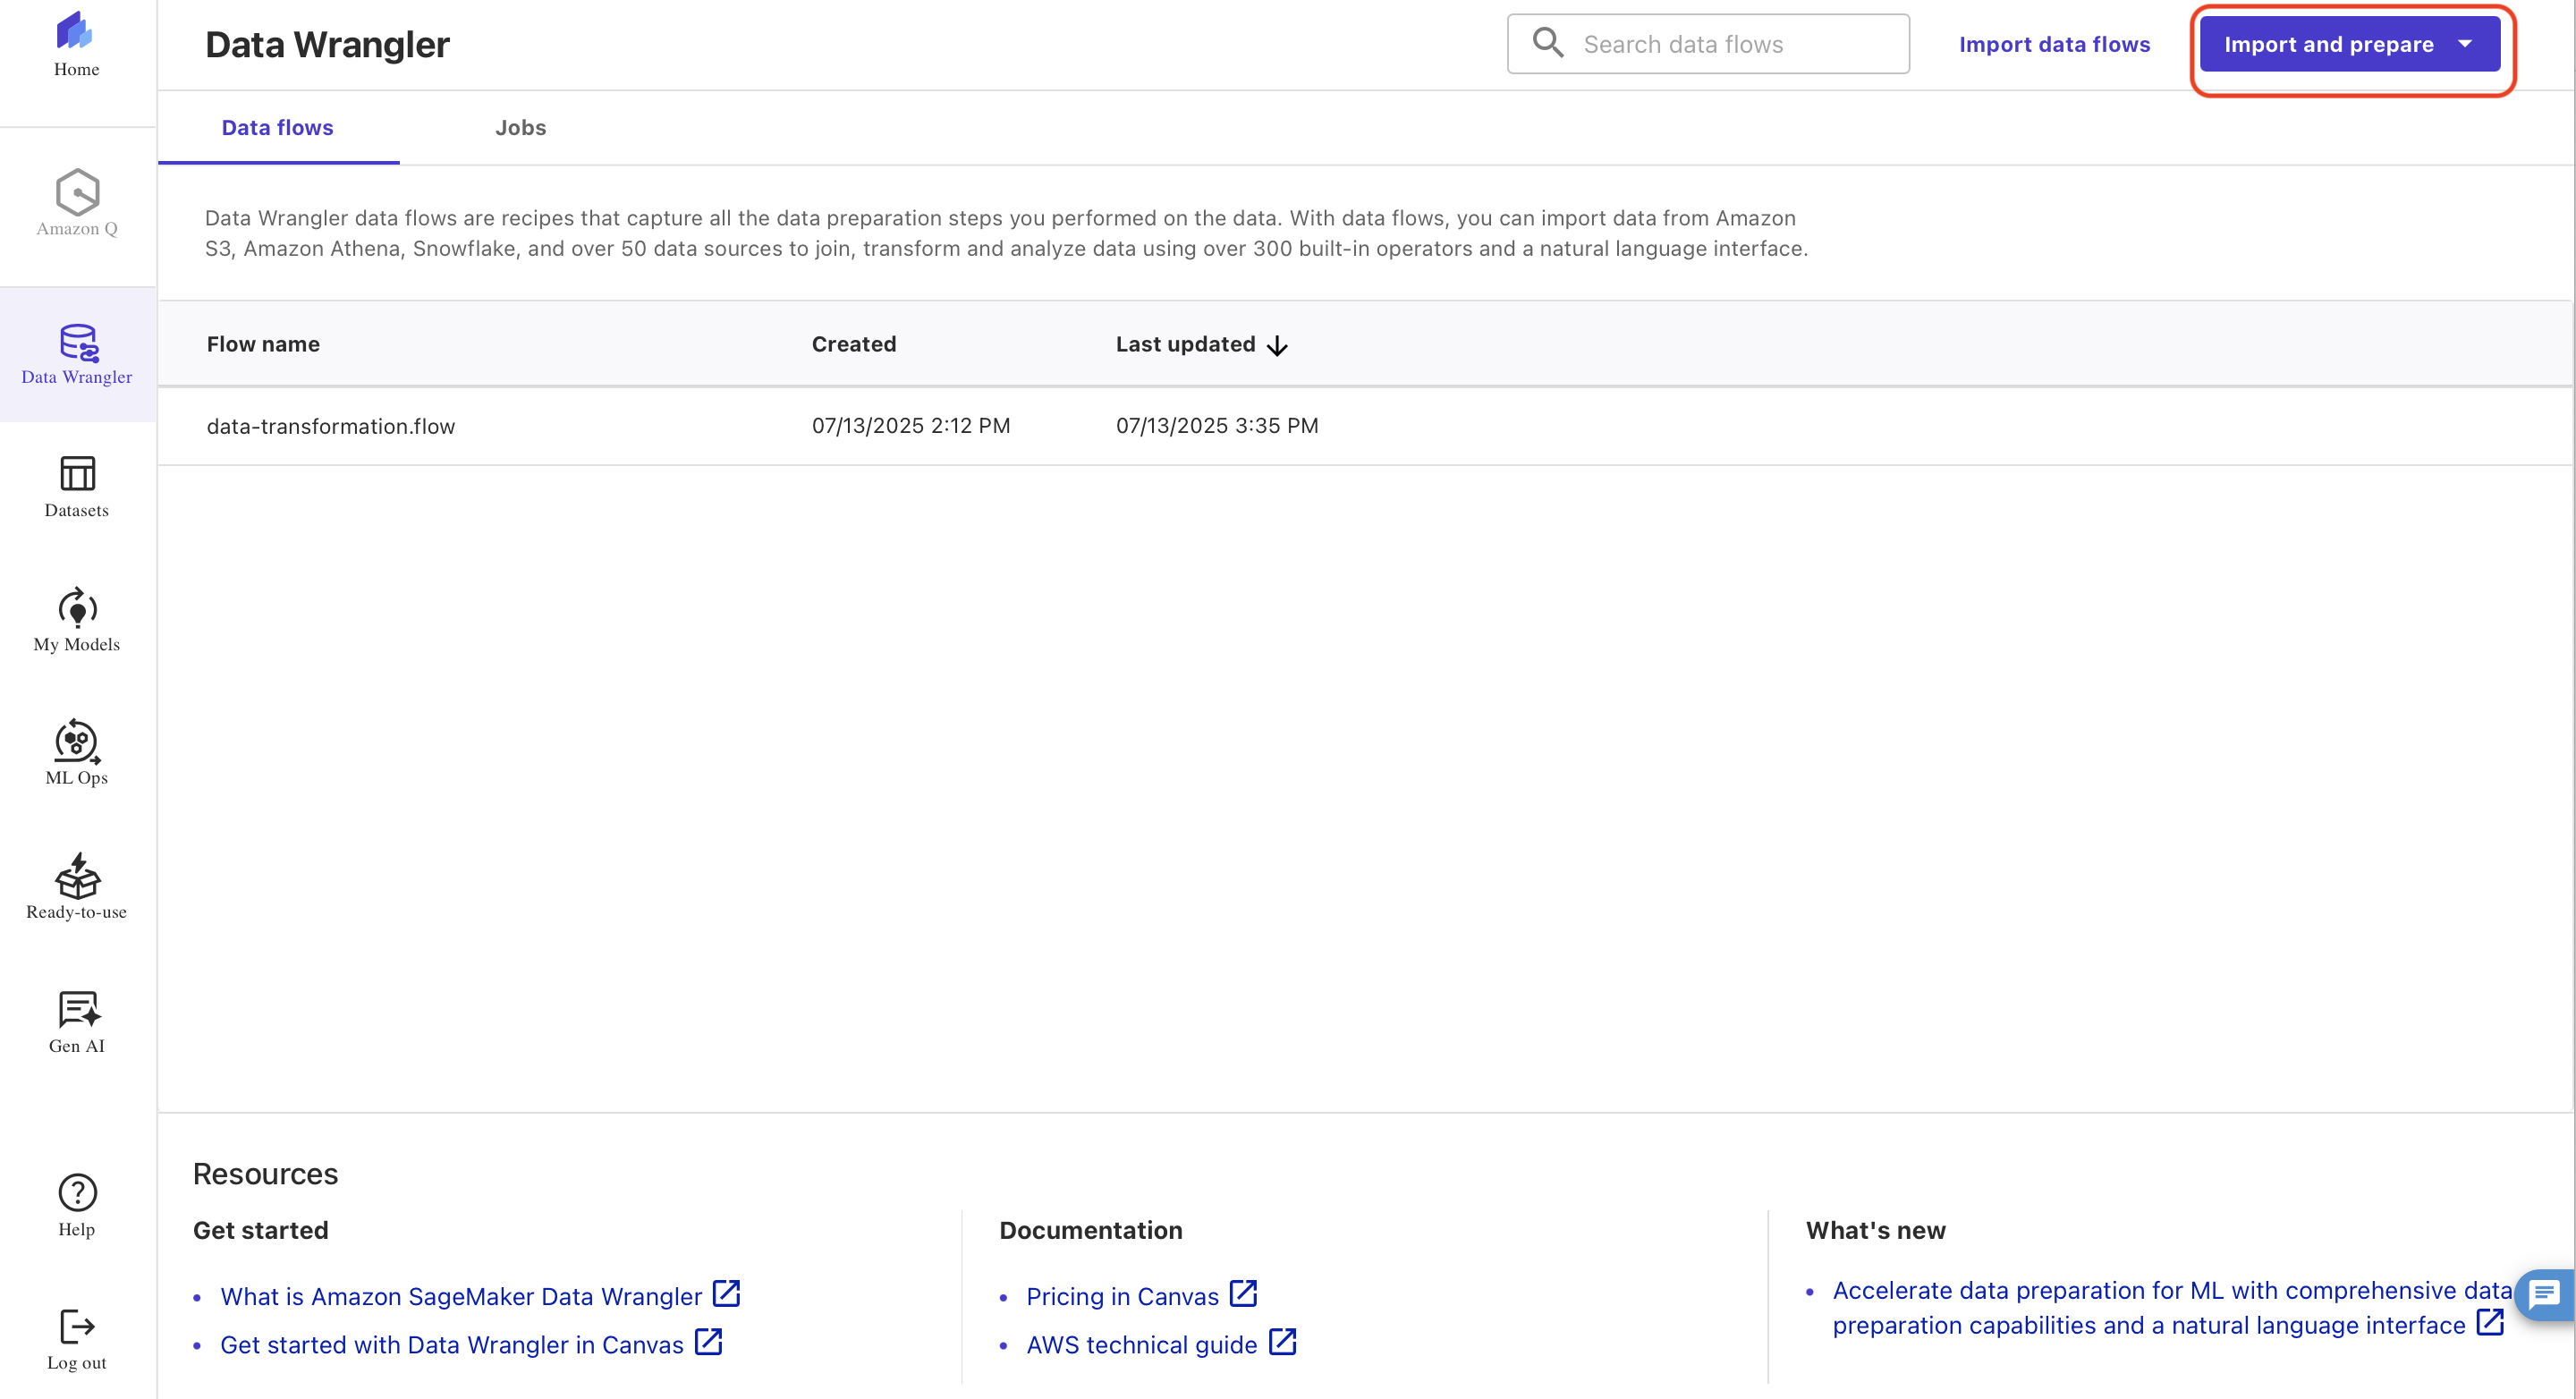 Home
Amazon Q
Data Wrangler
Datasets
My Models
ML Ops
Ready-to-use
Gen AI
Help
Log out
Data Wrangler
Search data flows
Import data flows
Import and prepare
Data flows
Jobs
Data Wrangler data flows are recipes that capture all the data preparation steps you performed on the data. With data flows, you can import data from Amazon
S3, Amazon Athena, Snowflake, and over 50 data sources to join, transform and analyze data using over 300 built-in operators and a natural language interface.
Flow name Created Last updated
data-transformation.flow 07/13/2025 2:12 PM 07/13/2025 3:35 PM
Resources
Get started
What is Amazon SageMaker Data Wrangler
Get started with Data Wrangler in Canvas
Documentation
Pricing in Canvas
AWS technical guide
What's new
Accelerate data preparation for ML with comprehensive data
preparation capabilities and a natural language interface